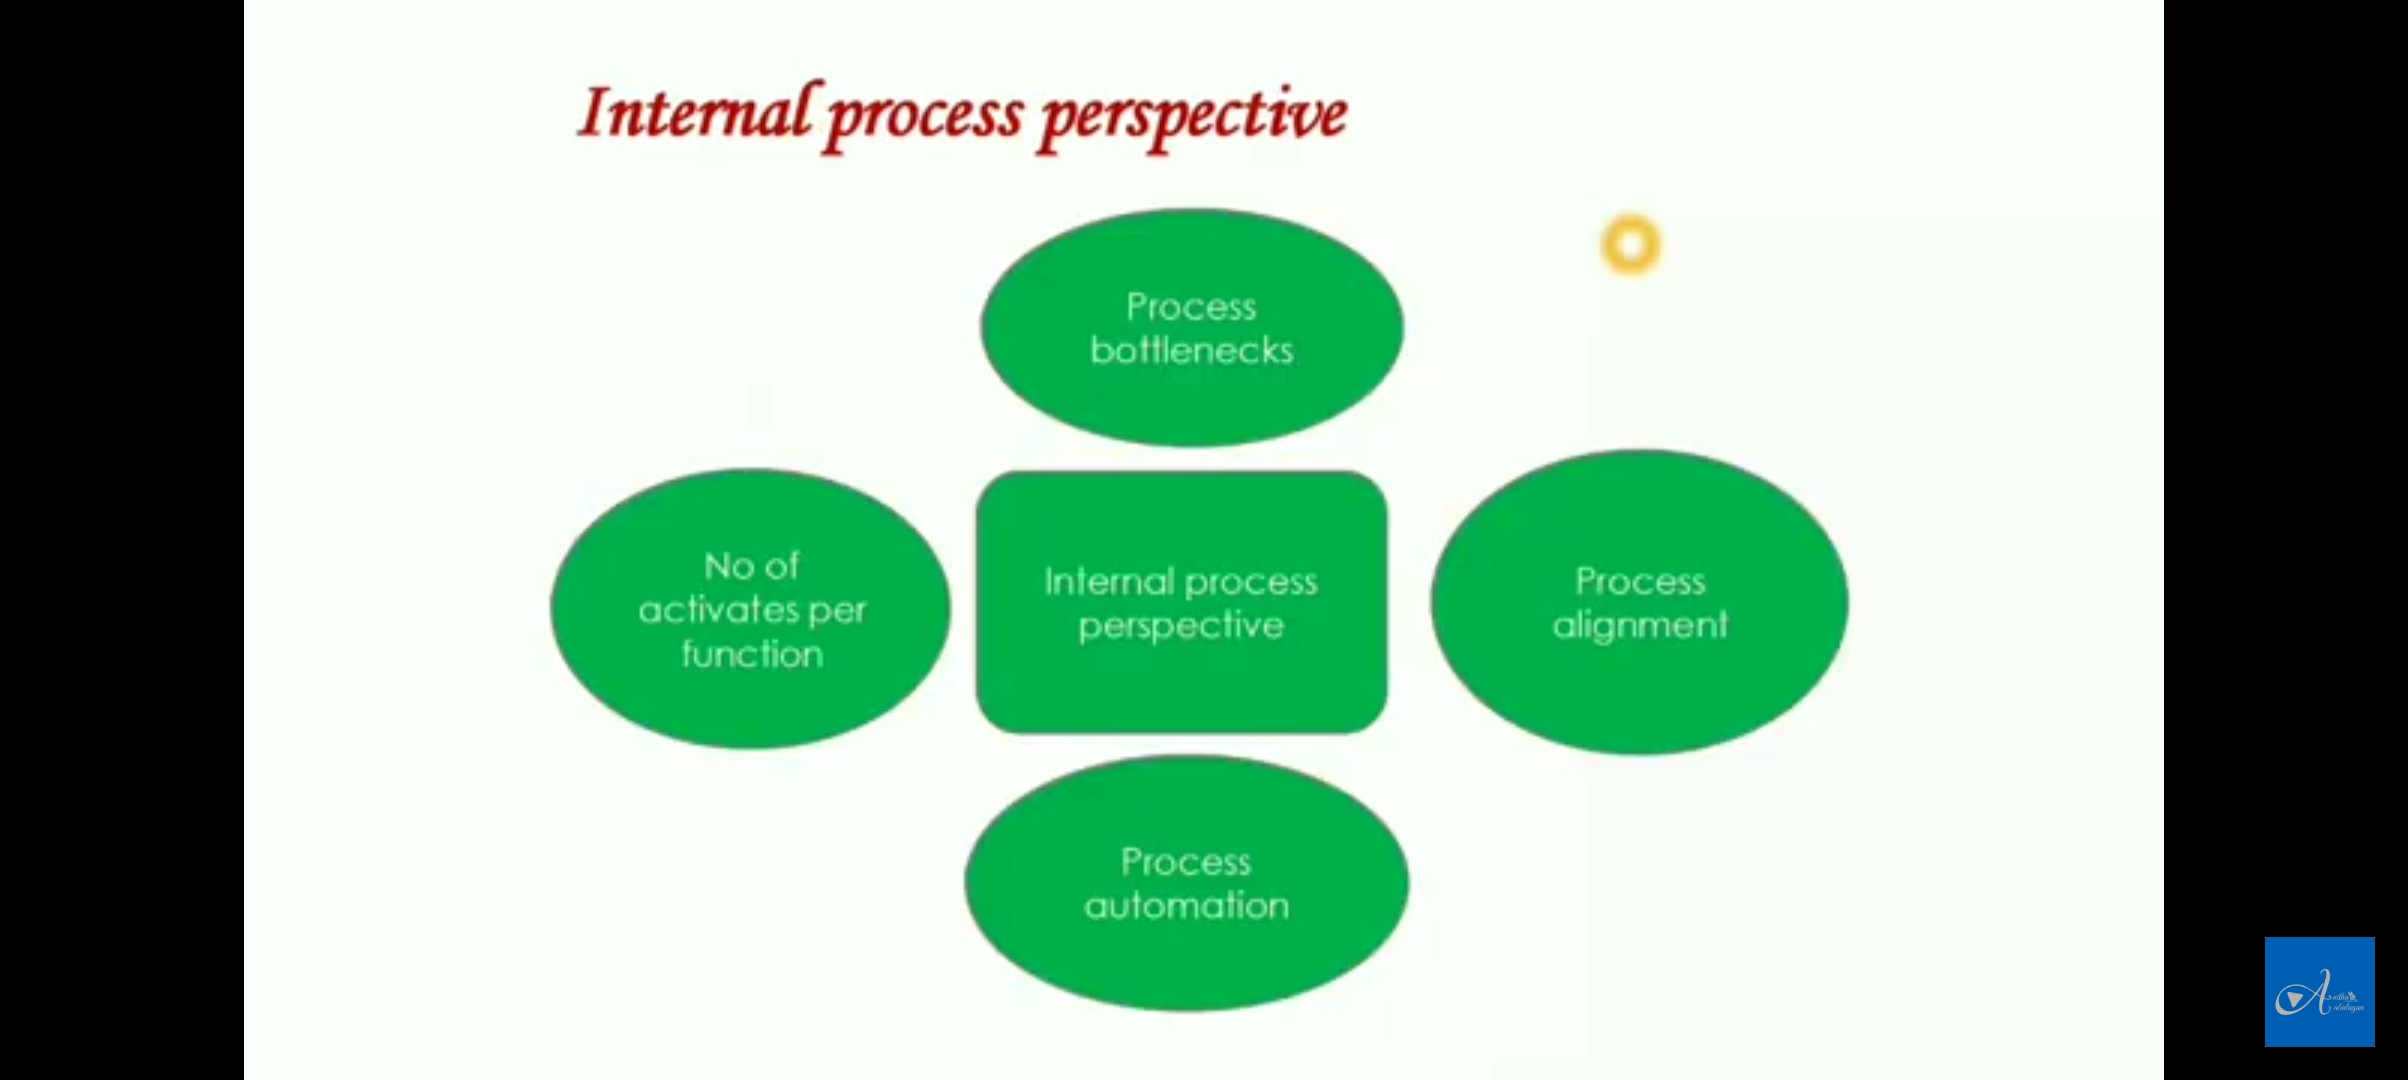 Internal process perspective
Process
bottlenecks
No of
activates per
function
Internal process
perspective
Process
alignment
Process
automation